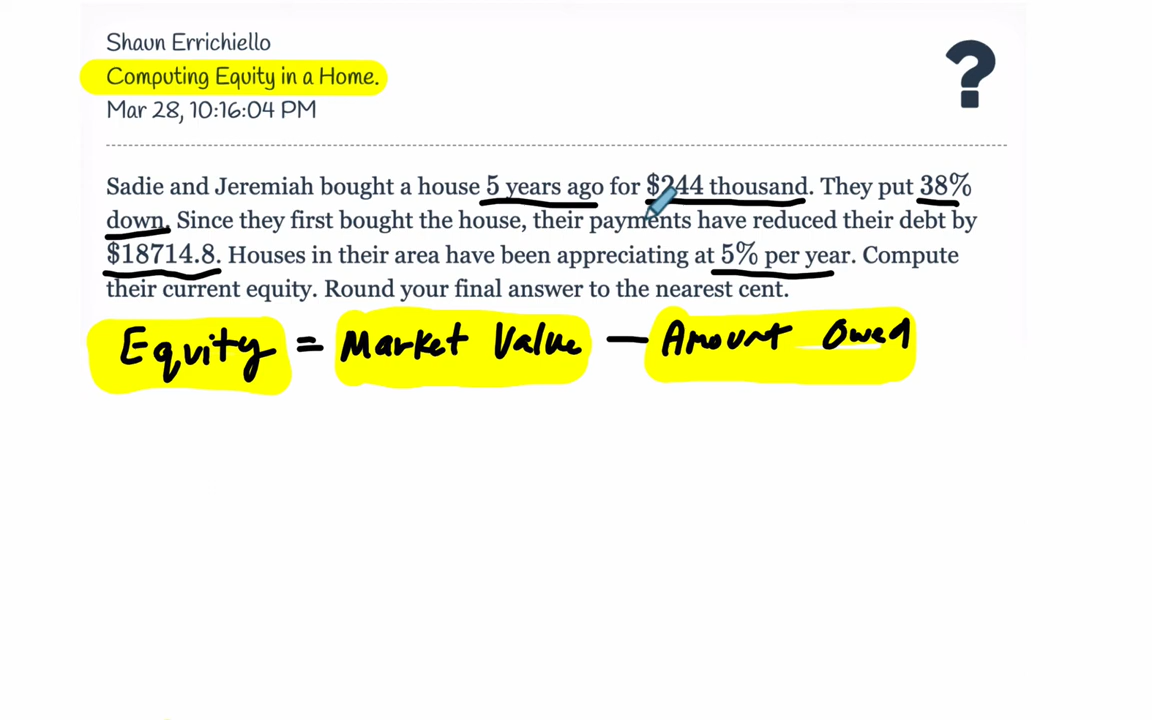 Shaun Errichiello
Computing Equity in a Home.
Mar 28, 10:16:04 PM
?
Sadie and Jeremiah bought a house 5 years ago for $244 thousand. They put 38%
down. Since they first bought the house, their payments have reduced their debt by
$18714.8. Houses in their area have been appreciating at 5% per year. Compute
their current equity. Round your final answer to the nearest cent.
Equity = Market Value — Amount Owed